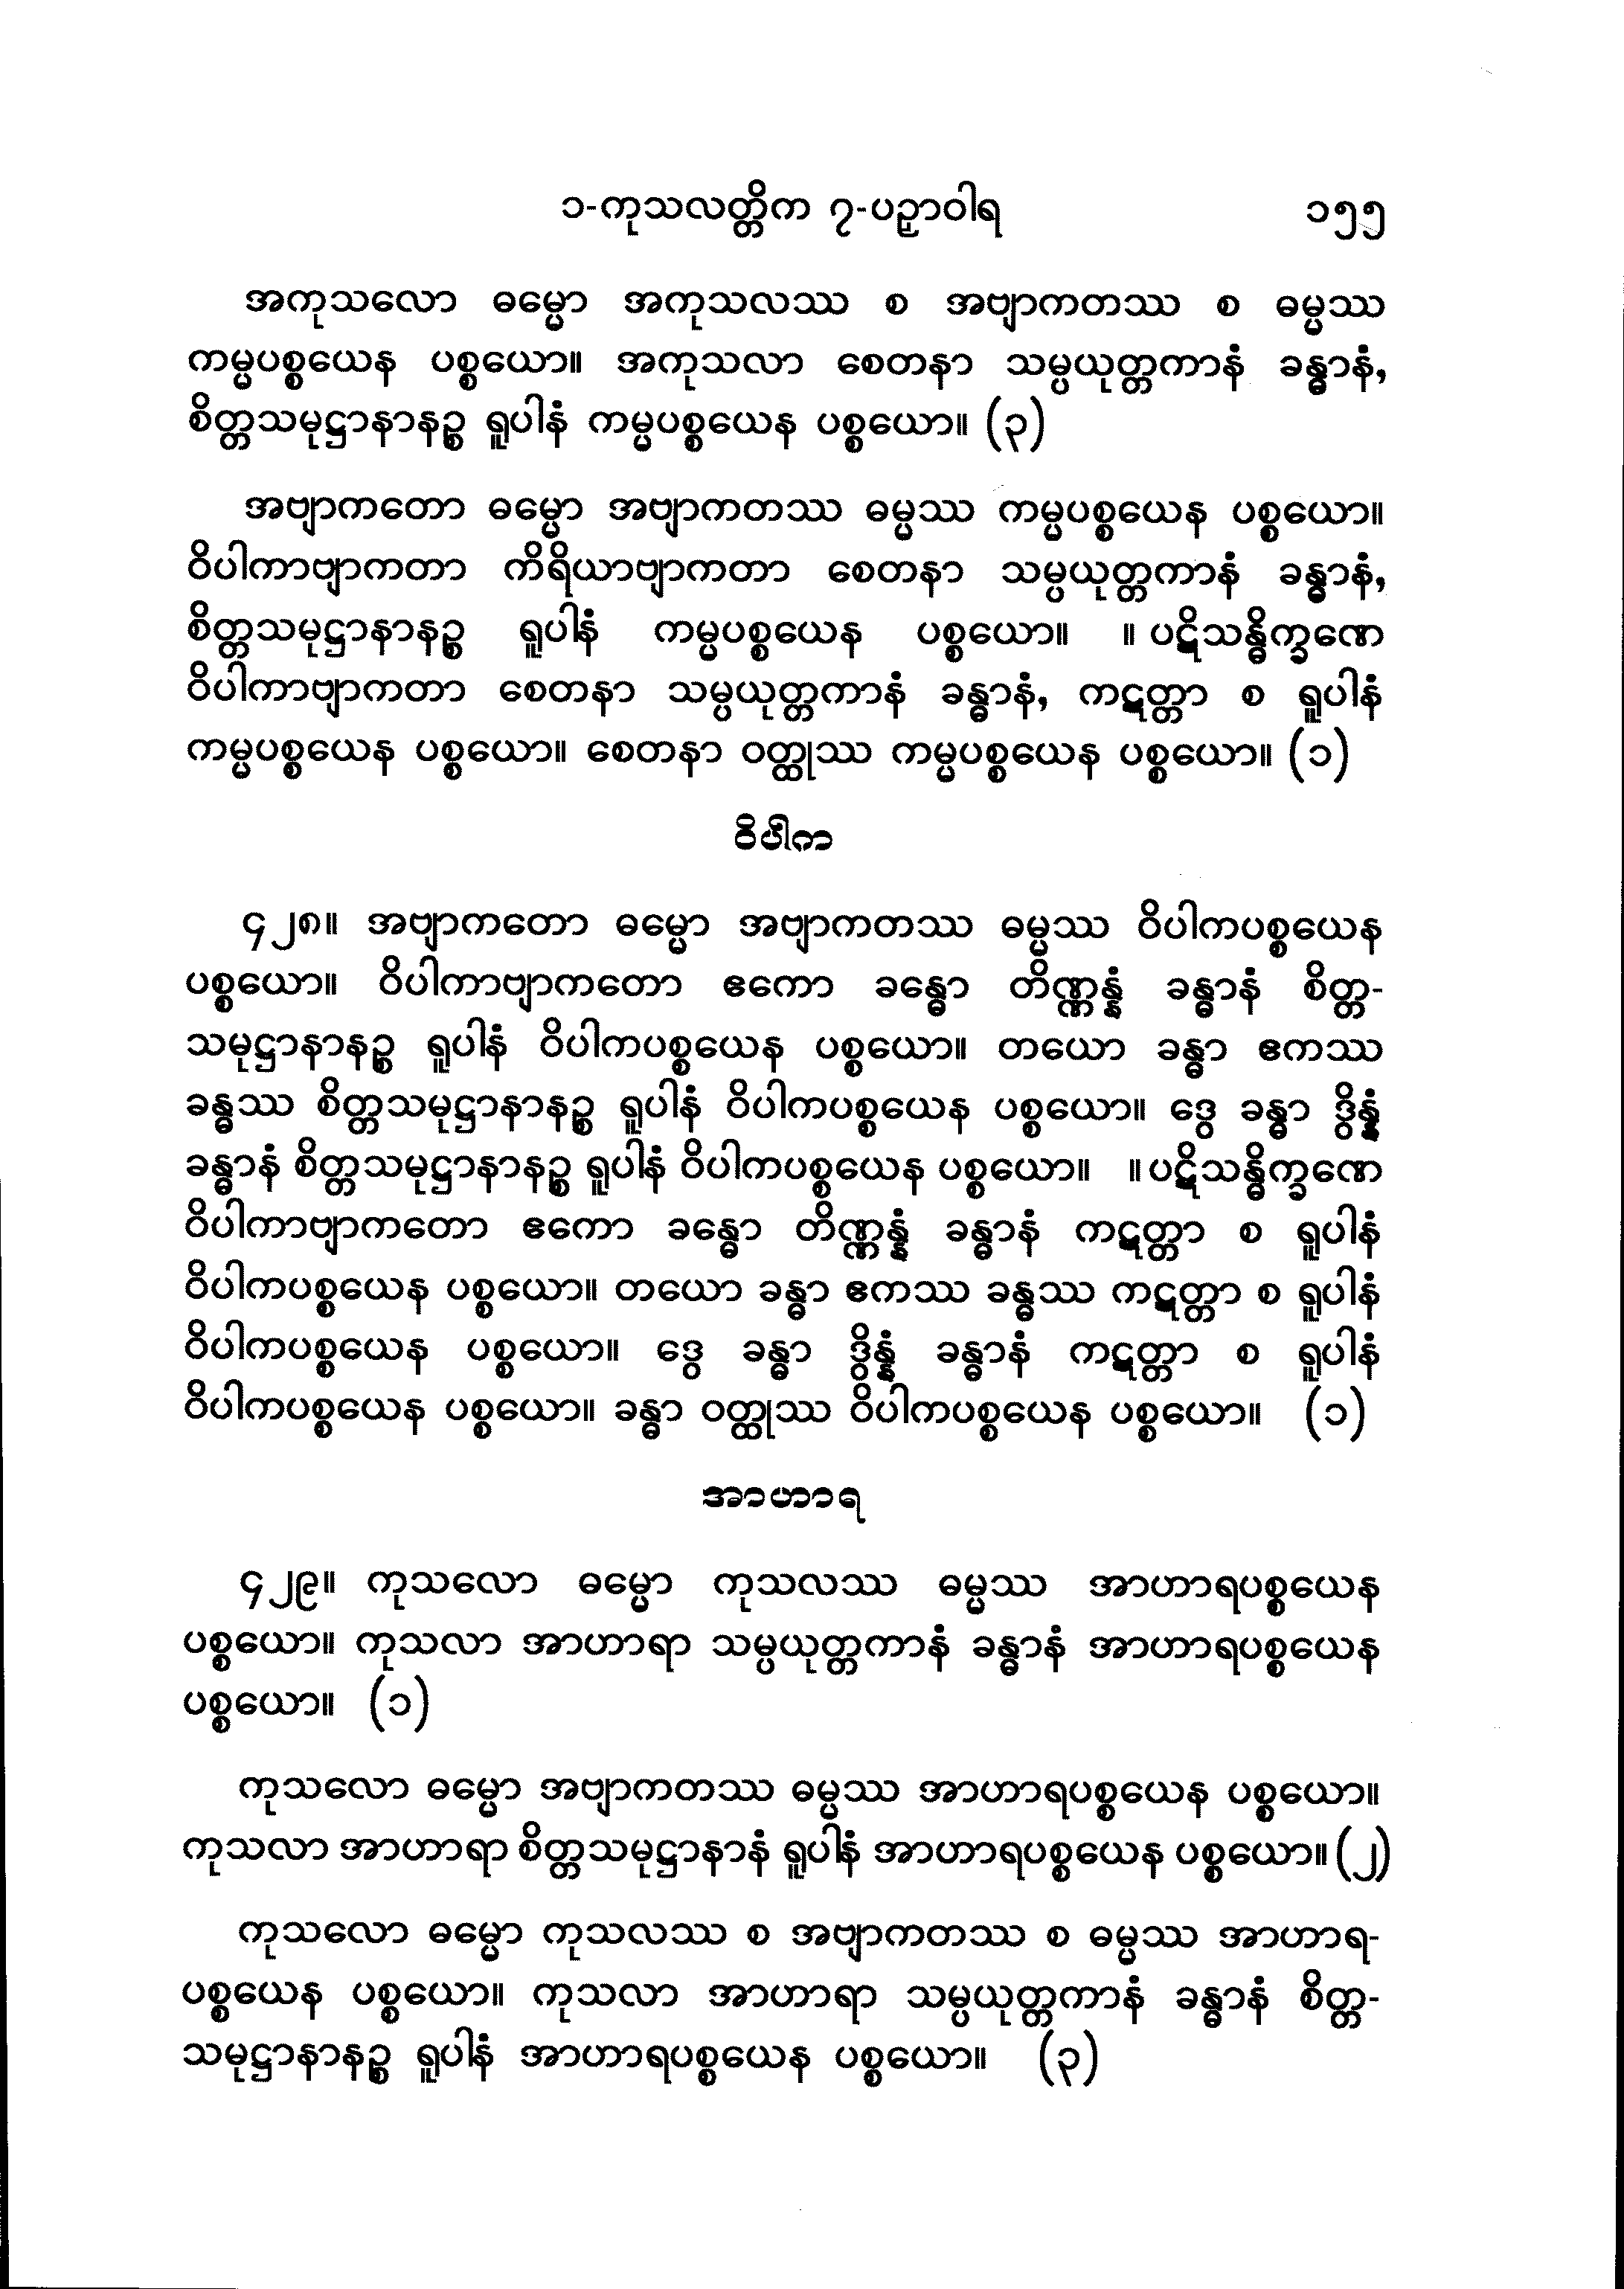 ၁-ကုသလတ္တိက ၇-ပဉှာဝါရ ၁၅၅
အကုသလော ဓမ္မော အကုသလဿ စ အဗျာကတဿ စ ဓမ္မဿ
ကမ္မပစ္စယေန ပစ္စယော။ အကုသလာ စေတနာ သမ္ပယုတ္တကာနံ ခန္ဓာနံ,
စိတ္တသမုဋ္ဌာနာနဉ္စ ရူပါနံ ကမ္မပစ္စယေန ပစ္စယော။ (၃)
အဗျာကတော ဓမ္မော အဗျာကတဿ ဓမ္မဿ ကမ္မပစ္စယေန ပစ္စယော။
ဝိပါကာဗျာကတာ ကိရိယာဗျာကတာ စေတနာ သမ္ပယုတ္တကာနံ ခန္ဓာနံ,
စိတ္တသမုဋ္ဌာနာနဉ္စ ရူပါနံ ကမ္မပစ္စယေန ပစ္စယော။ ။ ပဋိသန္ဓိက္ခဏေ
ဝိပါကာဗျာကတာ စေတနာ သမ္ပယုတ္တကာနံ ခန္ဓာနံ, ကဋတ္တာ စ ရူပါနံ
ကမ္မပစ္စယေန ပစ္စယော။ စေတနာ ဝတ္ထုဿ ကမ္မပစ္စယေန ပစ္စယော။ (၁)
ဝိပါက
၄၂၈။ အဗျာကတော ဓမ္မော အဗျာကတဿ ဓမ္မဿ ဝိပါကပစ္စယေန
ပစ္စယော။ ဝိပါကာဗျာကတော ဧကော ခန္ဓော တိဏ္ဏန္နံ ခန္ဓာနံ စိတ္တ-
သမုဋ္ဌာနာနဉ္စ ရူပါနံ ဝိပါကပစ္စယေန ပစ္စယော။ တယော ခန္ဓာ ဧကဿ
ခန္ဓဿ စိတ္တသမုဋ္ဌာနာနဉ္စ ရူပါနံ ဝိပါကပစ္စယေန ပစ္စယော။ ဒွေ ခန္ဓာ ဒွိန္နံ
ခန္ဓာနံ စိတ္တသမုဋ္ဌာနာနဉ္စ ရူပါနံ ဝိပါကပစ္စယေန ပစ္စယော။ ။ ပဋိသန္ဓိက္ခဏေ
ဝိပါကာဗျာကတော ဧကော ခန္ဓော တိဏ္ဏန္နံ ခန္ဓာနံ ကဋတ္တာ စ ရူပါနံ
ဝိပါကပစ္စယေန ပစ္စယော။ တယော ခန္ဓာ ဧကဿ ခန္ဓဿ ကဋတ္တာ စ ရူပါနံ
ဝိပါကပစ္စယေန ပစ္စယော။ ဒွေ ခန္ဓာ ဒွိန္နံ ခန္ဓာနံ ကဋတ္တာ စ ရူပါနံ
ဝိပါကပစ္စယေန ပစ္စယော။ ခန္ဓာ ဝတ္ထုဿ ဝိပါကပစ္စယေန ပစ္စယော။ (၁)
အာဟာရ
၄၂၉။ ကုသလော ဓမ္မော ကုသလဿ ဓမ္မဿ အာဟာရပစ္စယေန
ပစ္စယော။ ကုသလာ အာဟာရာ သမ္ပယုတ္တကာနံ ခန္ဓာနံ အာဟာရပစ္စယေန
ပစ္စယော။ (၁)
ကုသလော ဓမ္မော အဗျာကတဿ ဓမ္မဿ အာဟာရပစ္စယေန ပစ္စယော။
ကုသလာ အာဟာရာ စိတ္တသမုဋ္ဌာနာနံ ရူပါနံ အာဟာရပစ္စယေန ပစ္စယော။ (၂)
ကုသလော ဓမ္မော ကုသလဿ စ အဗျာကတဿ စ ဓမ္မဿ အာဟာရ-
ပစ္စယေန ပစ္စယော။ ကုသလာ အာဟာရာ သမ္ပယုတ္တကာနံ ခန္ဓာနံ စိတ္တ-
သမုဋ္ဌာနာနဉ္စ ရူပါနံ အာဟာရပစ္စယေန ပစ္စယော။ (၃)